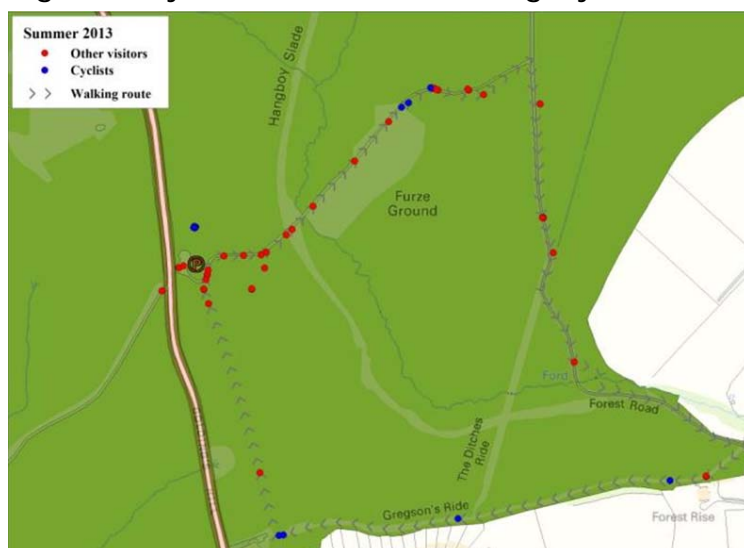 Summer 2013
Other visitors
Cyclists
Walking route
Hangboy Slade
Furze
Ground
Ford
Forest Road
The Ditches
Ride
Gregson's Ride
Forest Rise